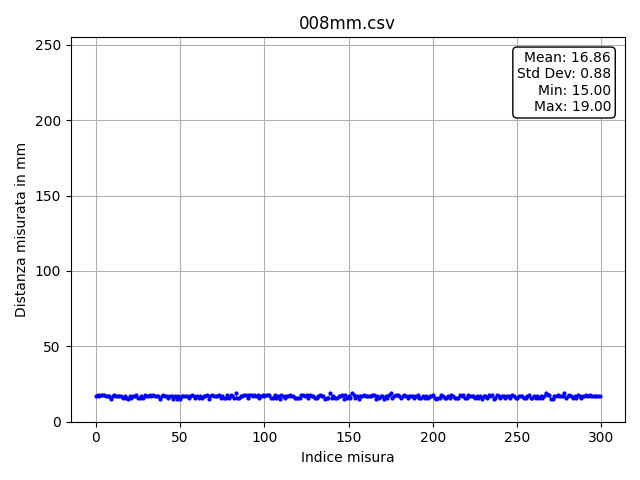 008mm.csv
250
200
150
100
50
0
Distanza misurata in mm
Mean: 16.86
Std Dev: 0.88
Min: 15.00
Max: 19.00
0 50 100 150 200 250 300
Indice misura